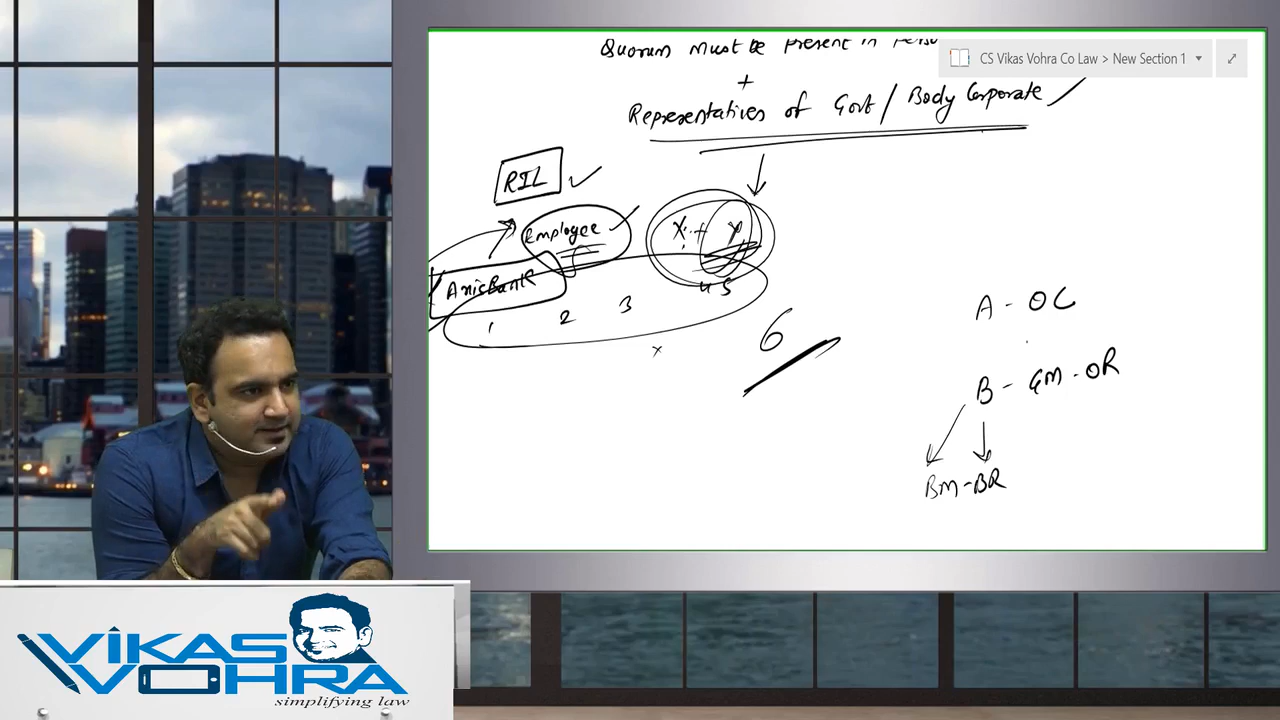 Quorum must be present in
CS Vikas Vohra Co Law > New Section 1
+
Representatives of Govt / Body Corporate
RIL
Employee
X + Y
Axis Bank
1 2 3 4 5
6
x
A - OC
B - GM - OR
BM - BR
VIKAS
VOHRA
simplifying law